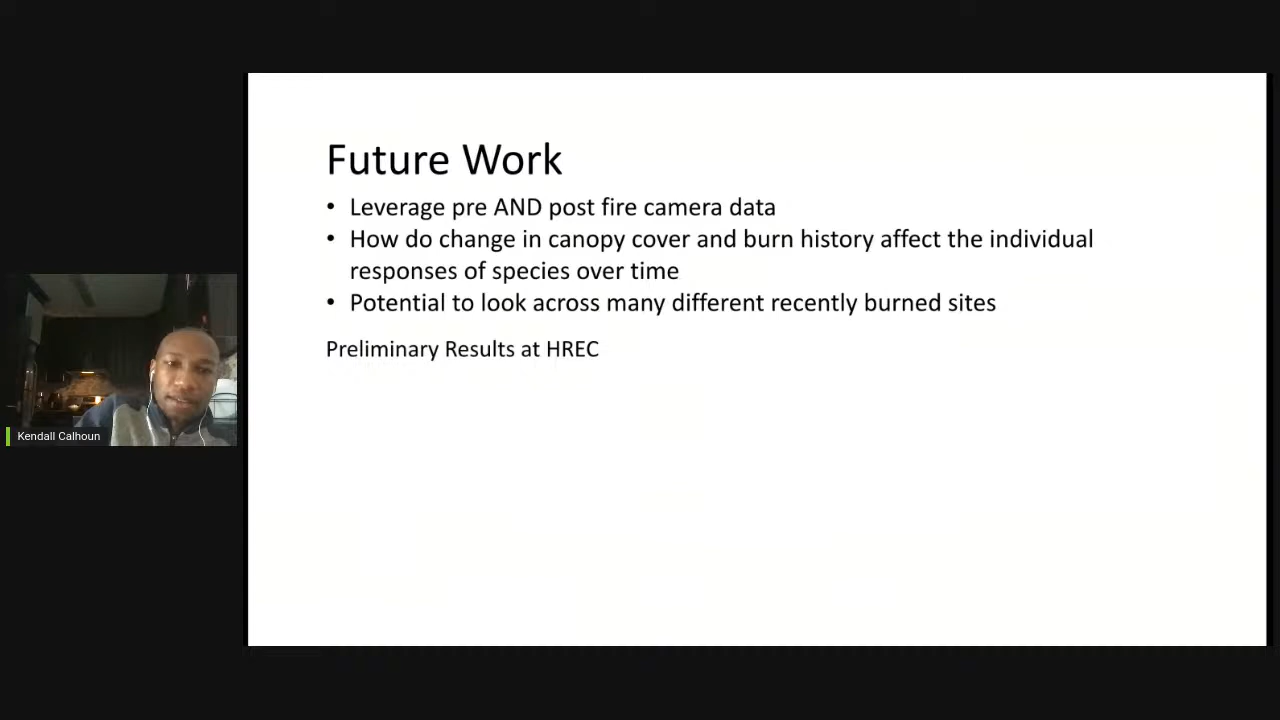 Future Work
• Leverage pre AND post fire camera data
• How do change in canopy cover and burn history affect the individual
responses of species over time
• Potential to look across many different recently burned sites
Preliminary Results at HREC
Kendall Calhoun